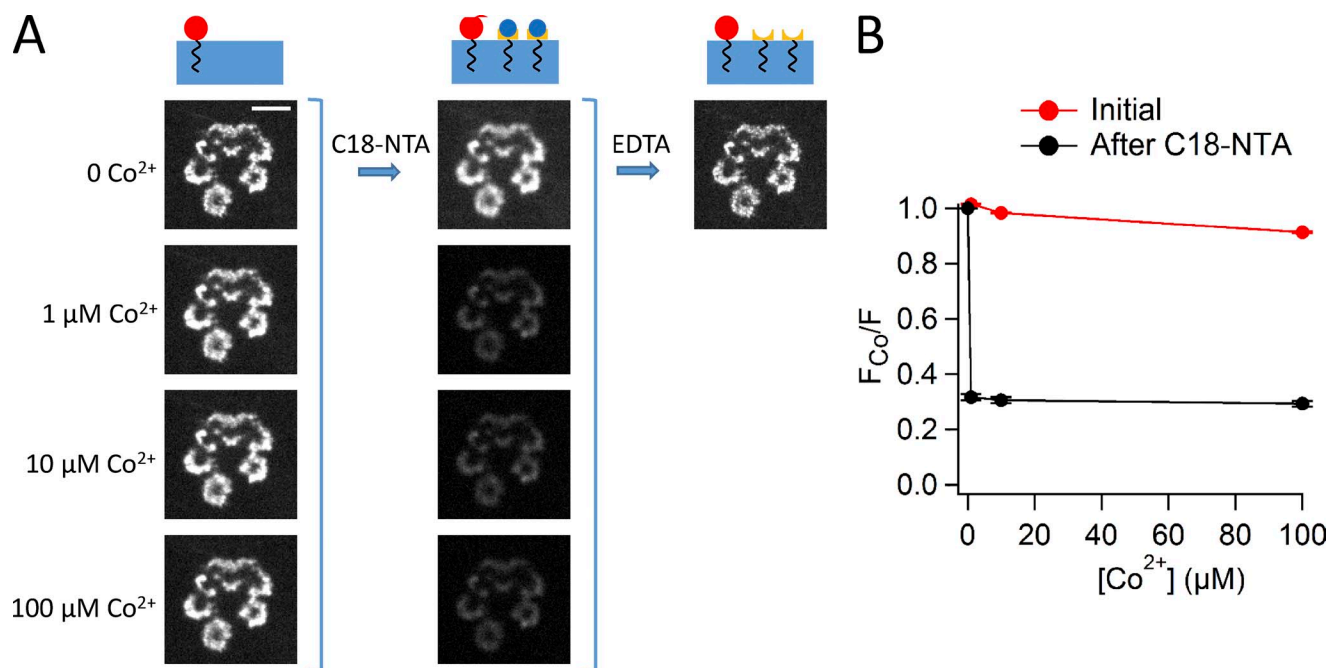 A
0 Co²⁺
C18-NTA
EDTA
1 µM Co²⁺
10 µM Co²⁺
100 µM Co²⁺
B
Initial
After C18-NTA
F_Co/F
1.0
0.8
0.6
0.4
0.2
0.0
0 20 40 60 80 100
[Co²⁺] (µM)